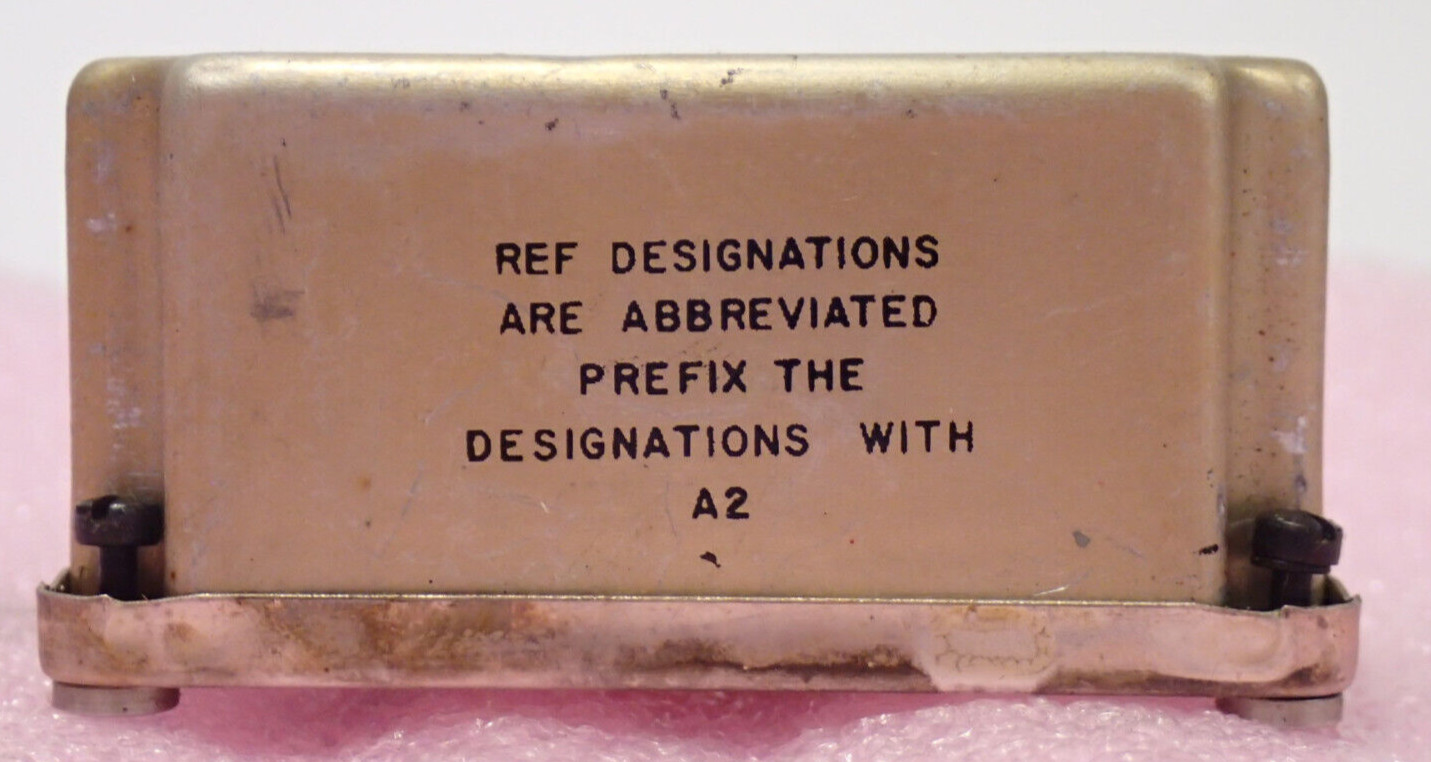 REF DESIGNATIONS
ARE ABBREVIATED
PREFIX THE
DESIGNATIONS WITH
A2